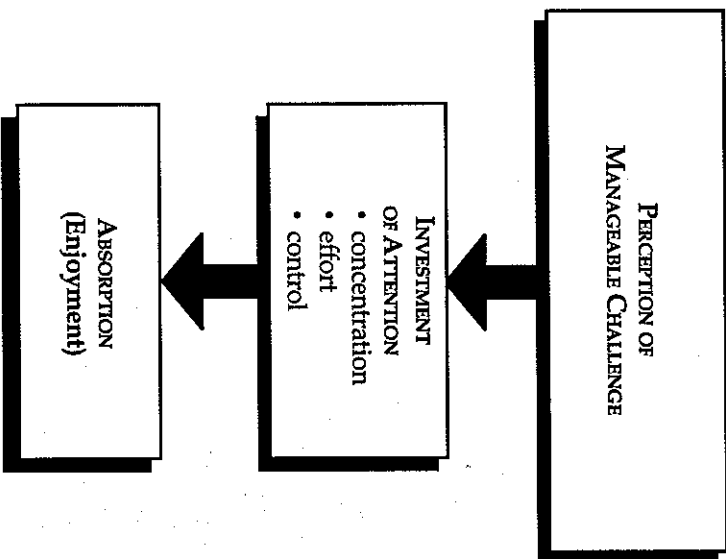 PERCEPTION OF
MANAGEABLE CHALLENGE
INVESTMENT
OF ATTENTION
• concentration
• effort
• control
ABSORPTION
(Enjoyment)